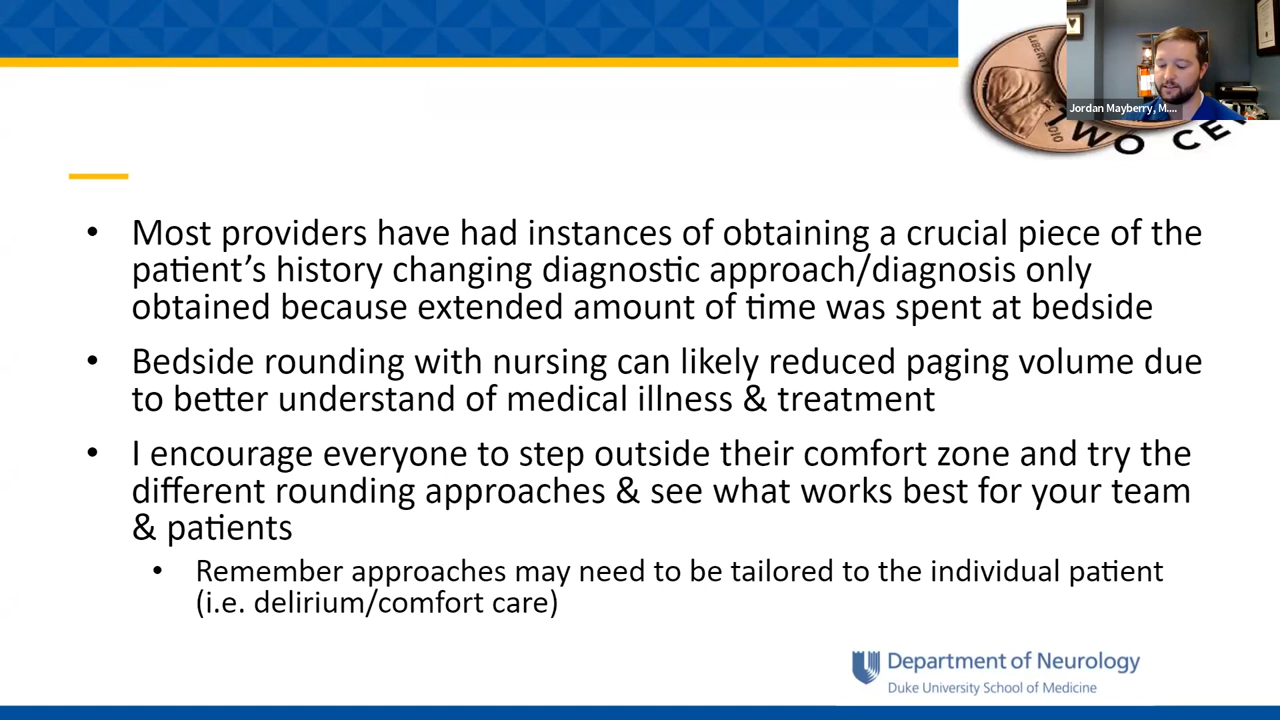 LIBERTY
2010
TWO CE
Jordan Mayberry, M....
• Most providers have had instances of obtaining a crucial piece of the
patient's history changing diagnostic approach/diagnosis only
obtained because extended amount of time was spent at bedside
• Bedside rounding with nursing can likely reduced paging volume due
to better understand of medical illness & treatment
• I encourage everyone to step outside their comfort zone and try the
different rounding approaches & see what works best for your team
& patients
• Remember approaches may need to be tailored to the individual patient
(i.e. delirium/comfort care)
Department of Neurology
Duke University School of Medicine